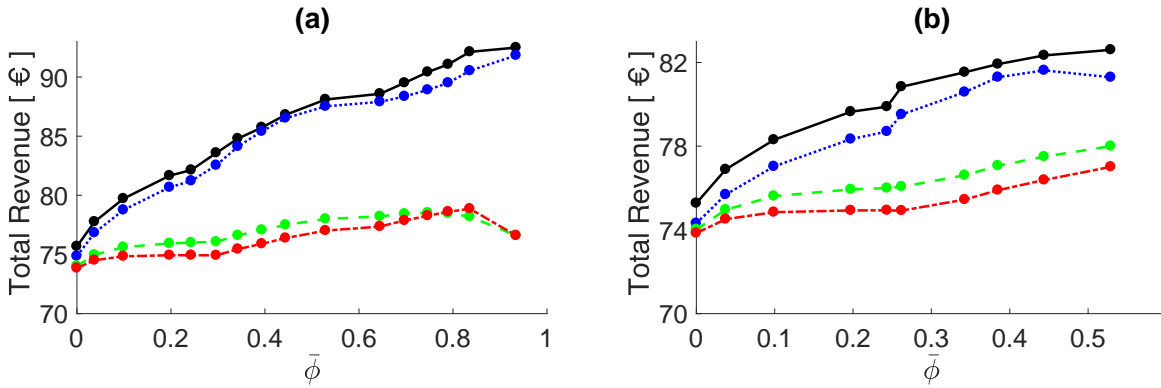 (a)
Total Revenue [ € ]
90
85
80
75
70
0 0.2 0.4 0.6 0.8 1
ϕ̄
(b)
Total Revenue [ € ]
82
78
74
70
0 0.1 0.2 0.3 0.4 0.5
ϕ̄